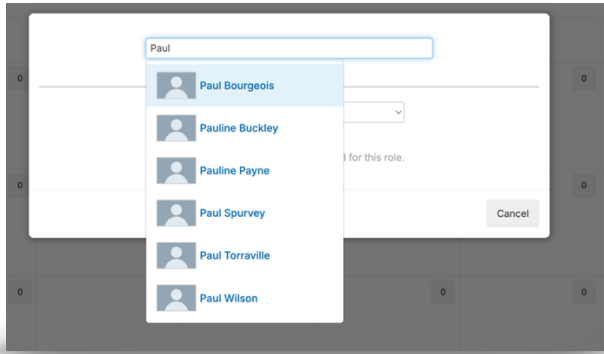 Paul
0
Paul Bourgeois
0
Pauline Buckley
Pauline Payne
for this role.
0
0
Paul Spurvey
Cancel
Paul Torraville
0
Paul Wilson
0
0